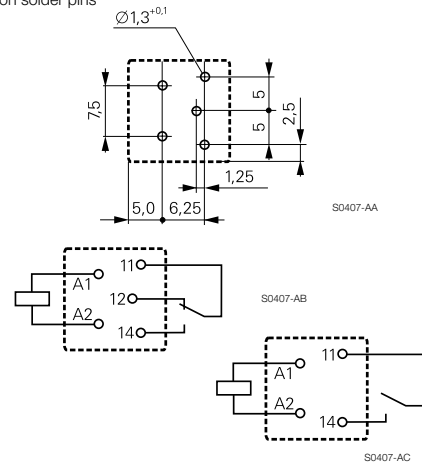 on solder pins
Ø1,3+0,1
7,5
5
5
2,5
1,25
5,0
6,25
S0407-AA
11
A1
12
S0407-AB
A2
14
11
A1
A2
14
S0407-AC